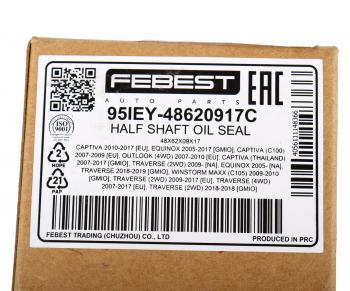 FEBEST
AUTO PARTS
EAC
95IEY-48620917C
HALF SHAFT OIL SEAL
48X62X09X17
ISO
9001
CAPTIVA 2010-2017 [EU], EQUINOX 2005-2017 [GMIO], CAPTIVA (C100)
2007-2009 [EU], OUTLOOK (4WD) 2007-2010 [EU], CAPTIVA (THAILAND)
2007-2017 [GMIO], TRAVERSE (2WD) 2009- [NA], EQUINOX 2005- [NA],
TRAVERSE 2018-2019 [GMIO], WINSTORM MAXX (C105) 2009-2010
[GMIO], TRAVERSE (4WD) 2009- [NA], TRAVERSE (4WD) [EU]
2007-2017 [EU], TRAVERSE (2WD) 2018-2018 [GMIO]
2
HDPE
21
PAP
FEBEST TRADING (CHUZHOU) CO., LTD
PRODUCED IN PRC